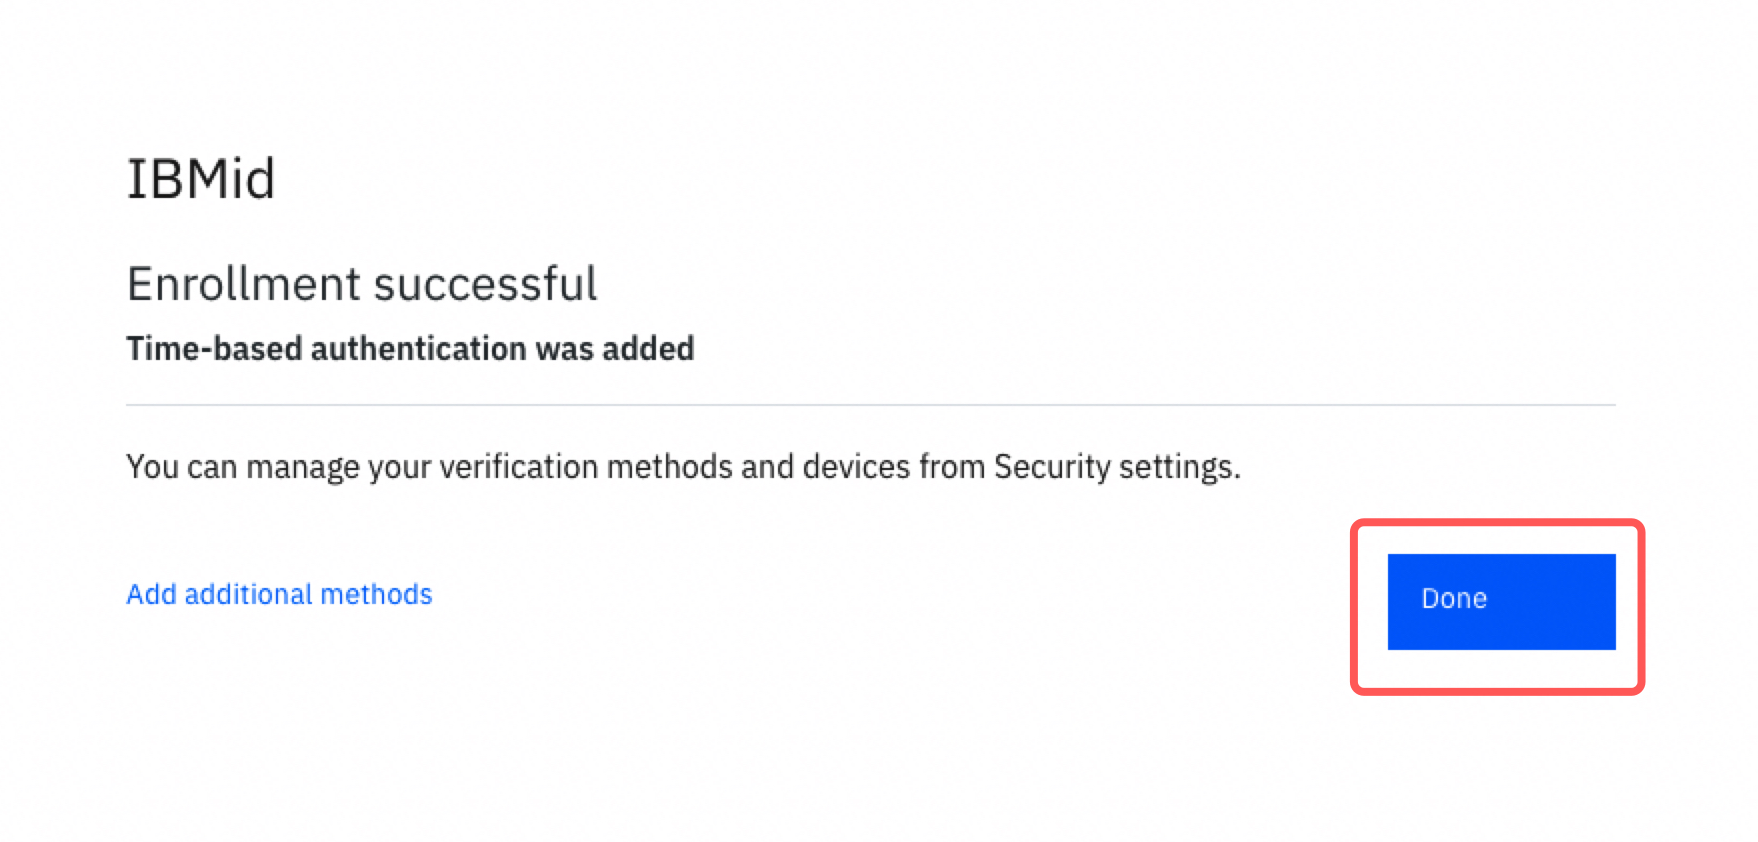 IBMid
Enrollment successful
Time-based authentication was added
You can manage your verification methods and devices from Security settings.
Add additional methods
Done